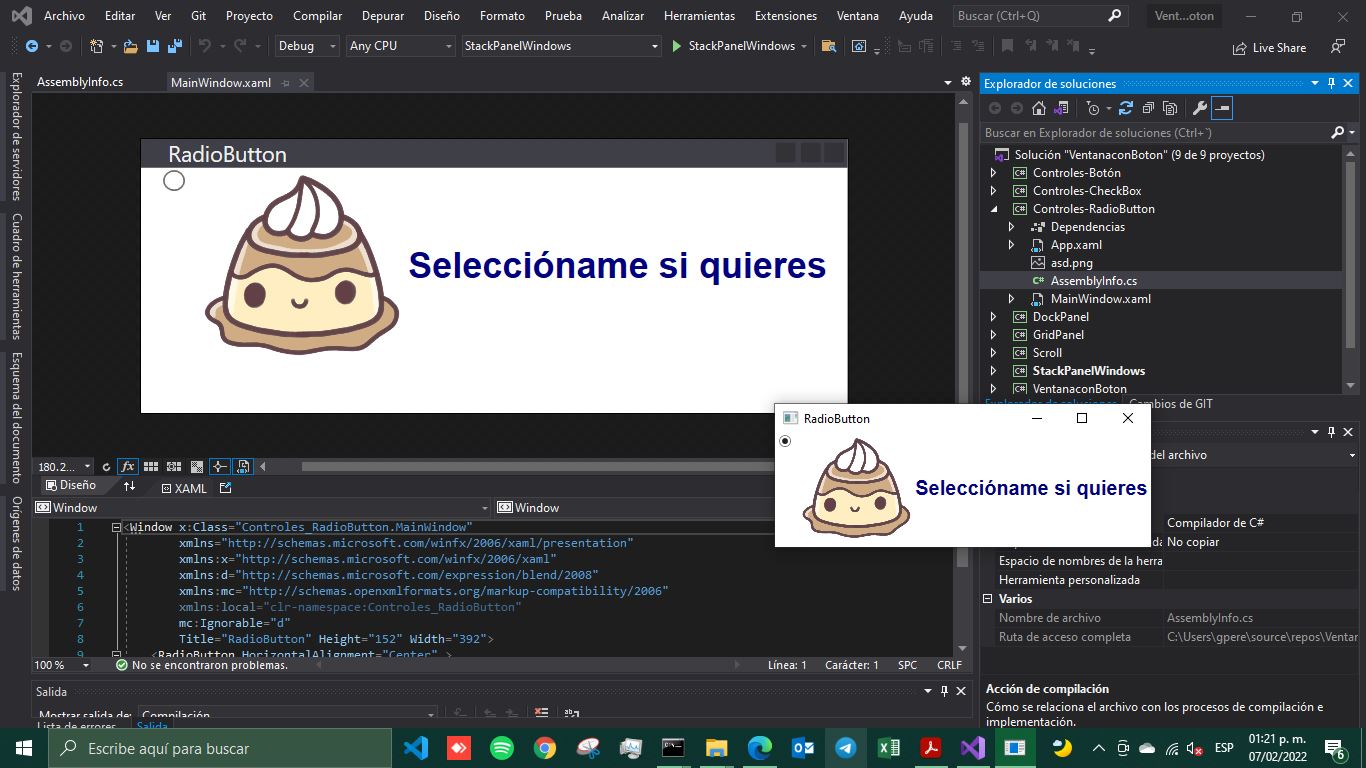 Archivo Editar Ver Git Proyecto Compilar Depurar Diseño Formato Prueba Analizar Herramientas Extensiones Ventana Ayuda Buscar (Ctrl+Q) Vent...oton
Debug Any CPU StackPanelWindows StackPanelWindows Live Share
Explorador de servidores
Cuadro de herramientas
Esquema del documento
Orígenes de datos
AssemblyInfo.cs MainWindow.xaml
RadioButton
Seleccióname si quieres
180.2...
Diseño XAML
Window Window
1 <Window x:Class="Controles_RadioButton.MainWindow"
2 xmlns="http://schemas.microsoft.com/winfx/2006/xaml/presentation"
3 xmlns:x="http://schemas.microsoft.com/winfx/2006/xaml"
4 xmlns:d="http://schemas.microsoft.com/expression/blend/2008"
5 xmlns:mc="http://schemas.openxmlformats.org/markup-compatibility/2006"
6 xmlns:local="clr-namespace:Controles_RadioButton"
7 mc:Ignorable="d"
8 Title="RadioButton" Height="152" Width="392">
9 <RadioButton HorizontalAlignment="Center" >
100 % No se encontraron problemas. Línea: 1 Carácter: 1 SPC CRLF
Salida
Mostrar salida de: Compilación
Lista de errores Salida
Explorador de soluciones
Buscar en Explorador de soluciones (Ctrl+`)
Solución "VentanaconBoton" (9 de 9 proyectos)
Controles-Botón
Controles-CheckBox
Controles-RadioButton
Dependencias
App.xaml
asd.png
AssemblyInfo.cs
MainWindow.xaml
DockPanel
GridPanel
Scroll
StackPanelWindows
VentanaconBoton
Explorador de soluciones Cambios de GIT
RadioButton
Seleccióname si quieres
del archivo
Compilador de C#
No copiar
Espacio de nombres de la herra
Herramienta personalizada
Varios
Nombre de archivo AssemblyInfo.cs
Ruta de acceso completa C:\Users\gpere\source\repos\Ventar
Acción de compilación
Cómo se relaciona el archivo con los procesos de compilación e
implementación.
Escribe aquí para buscar
ESP
01:21 p. m.
07/02/2022
6